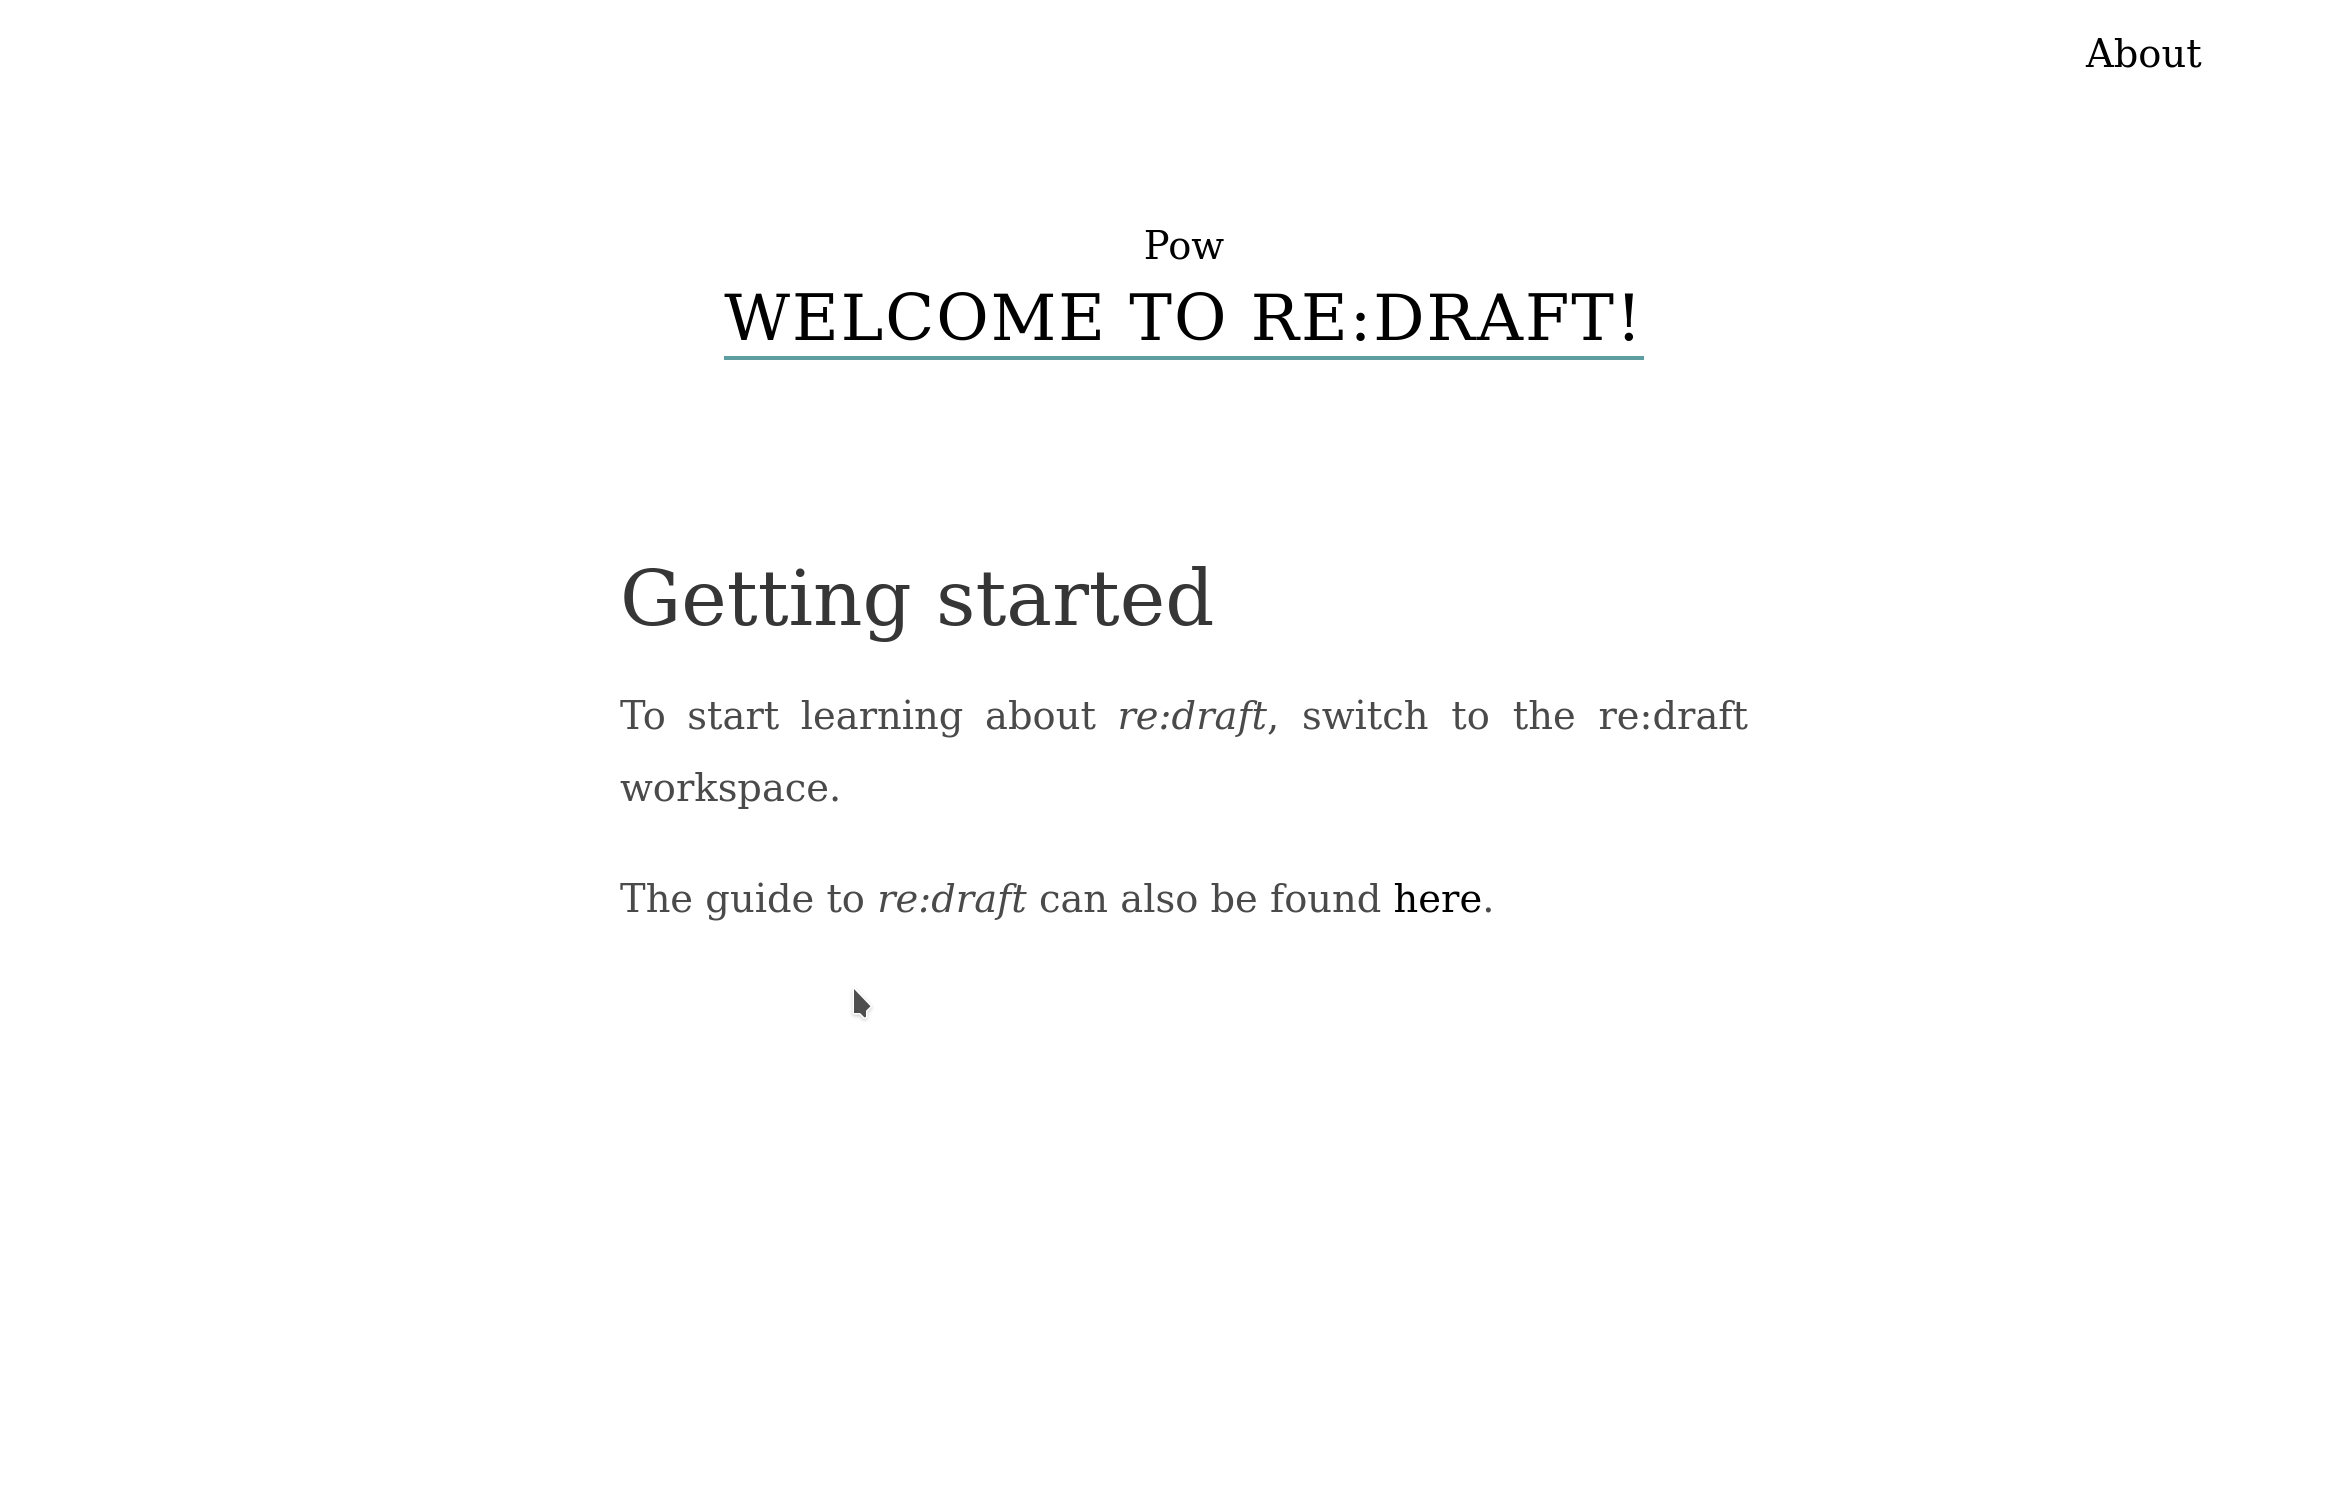 About
Pow
WELCOME TO RE:DRAFT!
Getting started
To start learning about re:draft, switch to the re:draft
workspace.
The guide to re:draft can also be found here.